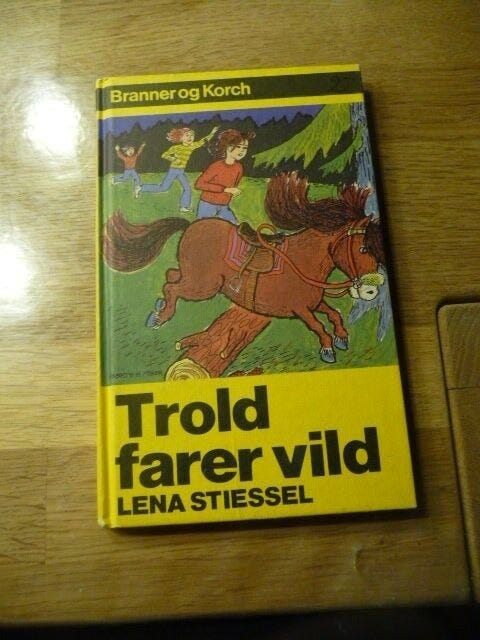 Branner og Korch
Trold
farer vild
LENA STIESSEL